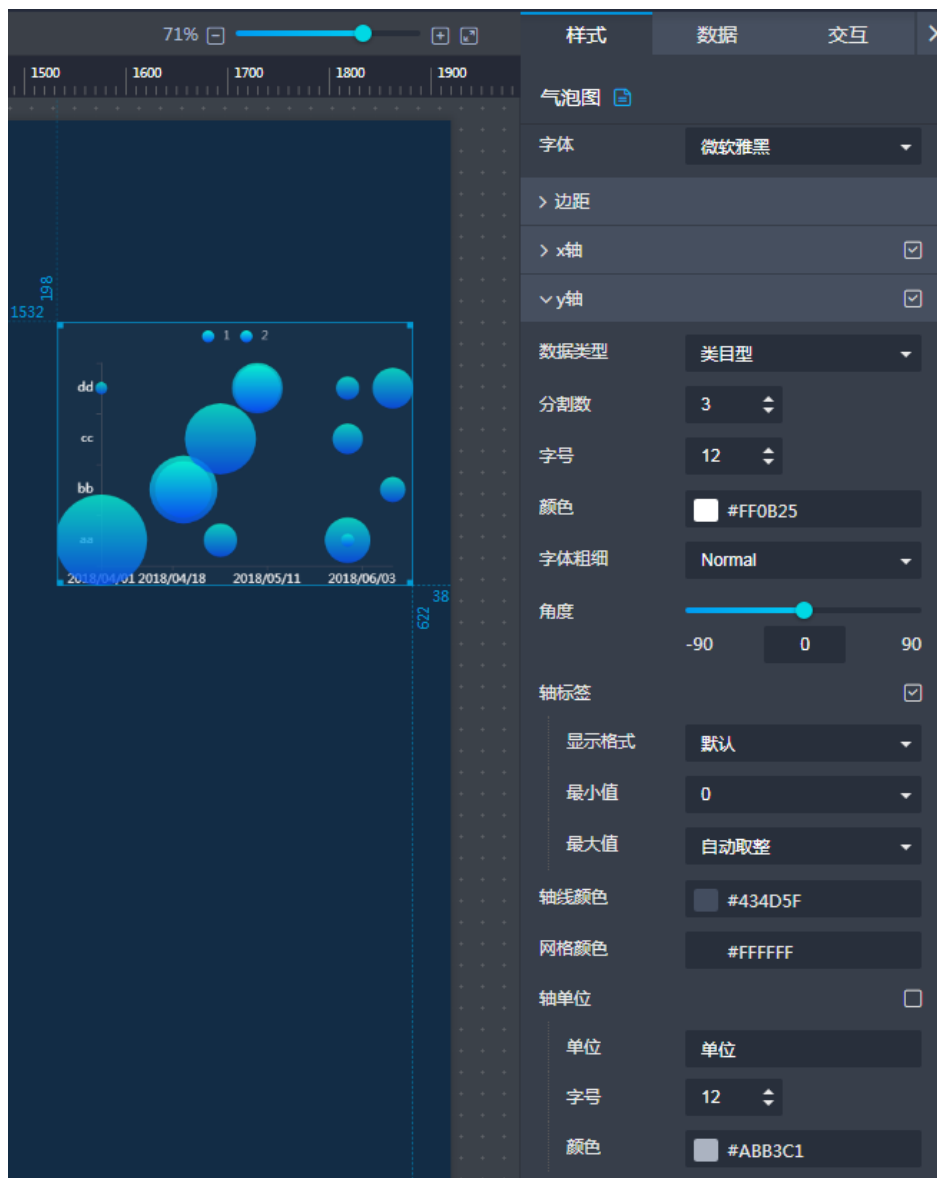 71%
样式 数据 交互
1500 1600 1700 1800 1900
气泡图
字体 微软雅黑
边距
x轴
y轴
198
1532
1 2
dd
cc
bb
aa
2018/04/01 2018/04/18 2018/05/11 2018/06/03
38
622
数据类型 类目型
分割数 3
字号 12
颜色 #FF0B25
字体粗细 Normal
角度
-90 0 90
轴标签
显示格式 默认
最小值 0
最大值 自动取整
轴线颜色 #434D5F
网格颜色 #FFFFFF
轴单位
单位 单位
字号 12
颜色 #ABB3C1